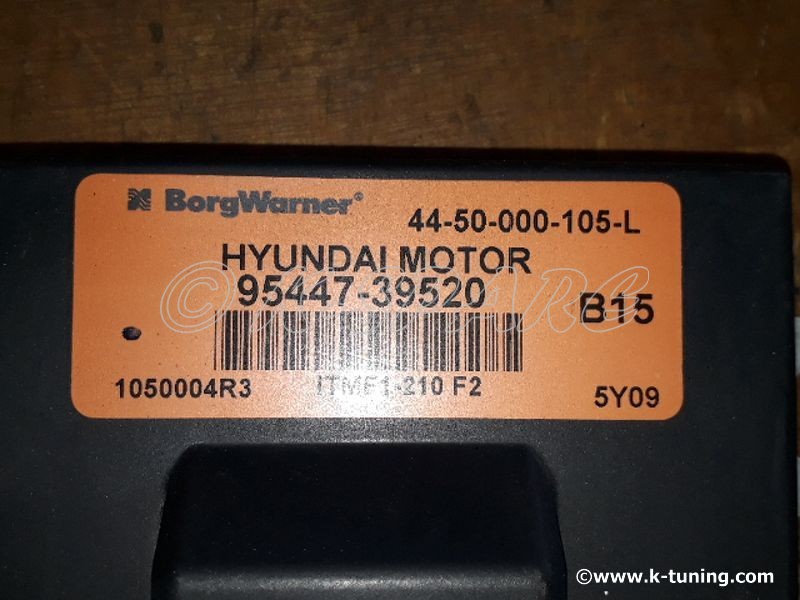 BorgWarner®
44-50-000-105-L
HYUNDAI MOTOR
95447-39520
B15
1050004R3
ITMF1-210 F2
5Y09
©www.k-tuning.com